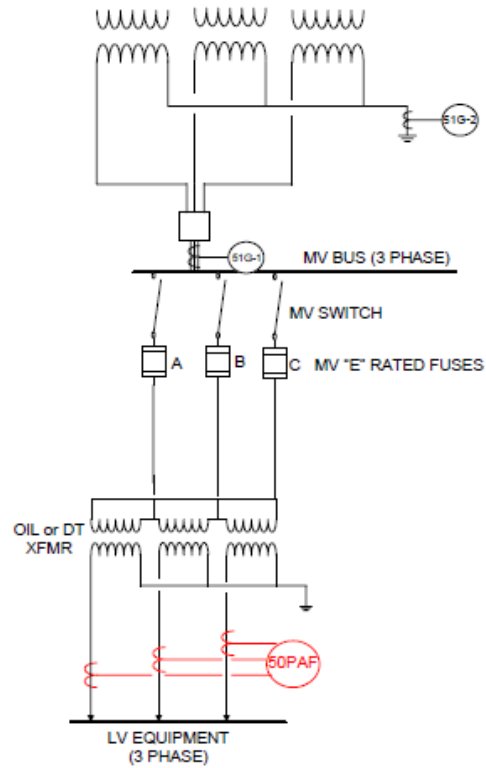 51G-2
51G-1
MV BUS (3 PHASE)
MV SWITCH
A
B
C
MV "E" RATED FUSES
OIL or DT
XFMR
50PAF
LV EQUIPMENT
(3 PHASE)